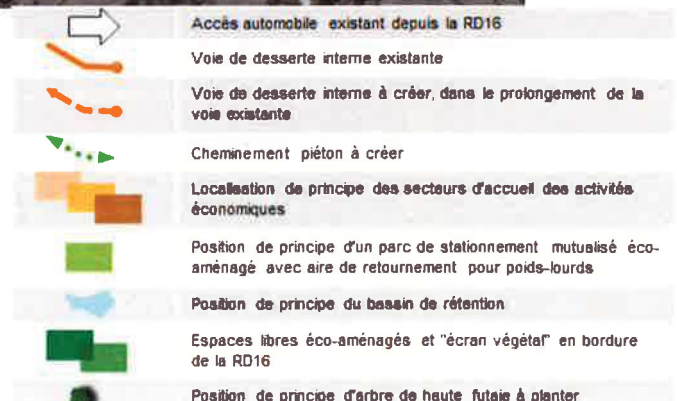 Accès automobile existant depuis la RD16
Voie de desserte interne existante
Voie de desserte interne à créer, dans le prolongement de la
voie existante
Cheminement piéton à créer
Localisation de principe des secteurs d'accueil des activités
économiques
Position de principe d'un parc de stationnement mutualisé éco-
aménagé avec aire de retournement pour poids-lourds
Position de principe du bassin de rétention
Espaces libres éco-aménagés et "écran végétal" en bordure
de la RD16
Position de principe d'arbre de haute futaie à planter